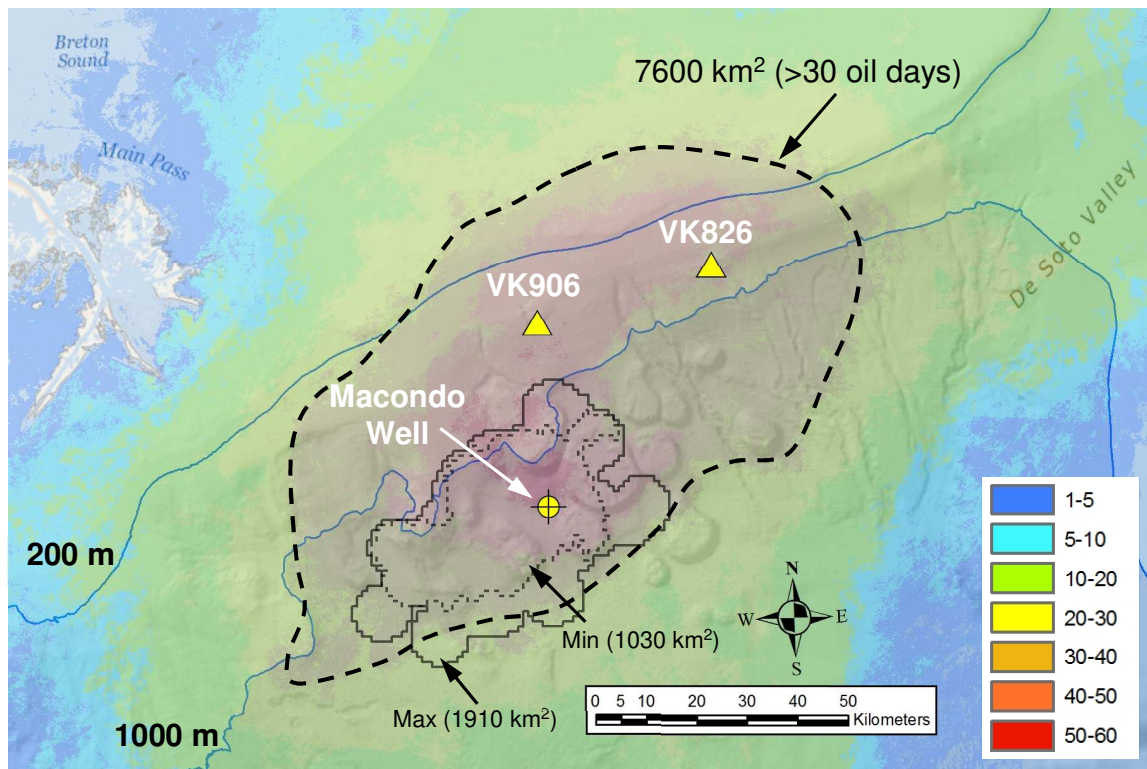 Breton
Sound
7600 km² (>30 oil days)
Main Pass
De Soto Valley
VK826
VK906
Macondo
Well
200 m
1-5
5-10
10-20
20-30
30-40
40-50
50-60
N
W E
S
Min (1030 km²)
Max (1910 km²)
0 5 10 20 30 40 50
Kilometers
1000 m